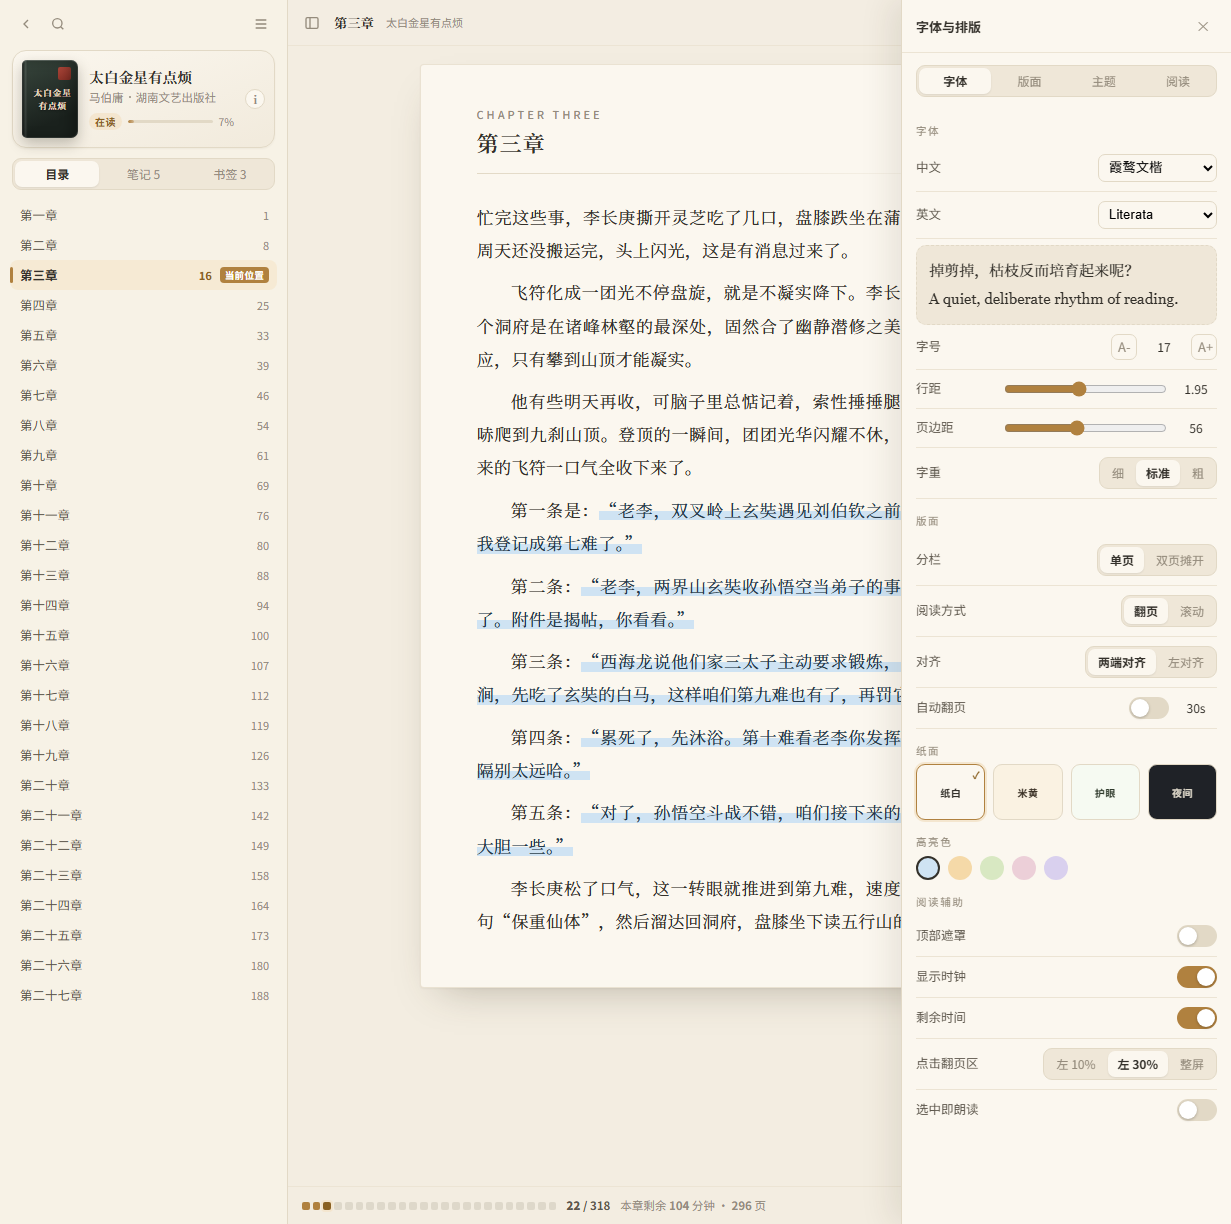 太白金星
有点烦
太白金星有点烦
马伯庸 · 湖南文艺出版社
i
在读 7%
目录 笔记 5 书签 3
第一章 1
第二章 8
第三章 16 当前位置
第四章 25
第五章 33
第六章 39
第七章 46
第八章 54
第九章 61
第十章 69
第十一章 76
第十二章 80
第十三章 88
第十四章 94
第十五章 100
第十六章 107
第十七章 112
第十八章 119
第十九章 126
第二十章 133
第二十一章 142
第二十二章 149
第二十三章 158
第二十四章 164
第二十五章 173
第二十六章 180
第二十七章 188
第三章 太白金星有点烦
CHAPTER THREE
第三章
忙完这些事，李长庚撕开灵芝吃了几口，盘膝跌坐在蒲
周天还没搬运完，头上闪光，这是有消息过来了。
飞符化成一团光不停盘旋，就是不凝实降下。李长
个洞府是在诸峰林壑的最深处，固然合了幽静潜修之美
应，只有攀到山顶才能凝实。
他有些明天再收，可脑子里总惦记着，索性捶捶腿
哧爬到九刹山顶。登顶的一瞬间，团团光华闪耀不休，
来的飞符一口气全收下来了。
第一条是：“老李，双叉岭上玄奘遇见刘伯钦之前
我登记成第七难了。”
第二条：“老李，两界山玄奘收孙悟空当弟子的事
了。附件是揭帖，你看看。”
第三条：“西海龙说他们家三太子主动要求锻炼，
涧，先吃了玄奘的白马，这样咱们第九难也有了，再罚它
第四条：“累死了，先沐浴。第十难看老李你发挥
隔别太远哈。”
第五条：“对了，孙悟空斗战不错，咱们接下来的
大胆一些。”
李长庚松了口气，这一转眼就推进到第九难，速度
句“保重仙体”，然后溜达回洞府，盘膝坐下读五行山的
22 / 318 本章剩余 104 分钟 · 296 页
字体与排版
字体 版面 主题 阅读
字体
中文 霞鹜文楷
英文 Literata
掉剪掉，枯枝反而培育起来呢？
A quiet, deliberate rhythm of reading.
字号 A- 17 A+
行距 1.95
页边距 56
字重 细 标准 粗
版面
分栏 单页 双页摊开
阅读方式 翻页 滚动
对齐 两端对齐 左对齐
自动翻页 30s
纸面
纸白 ✓ 米黄 护眼 夜间
高亮色
阅读辅助
顶部遮罩
显示时钟
剩余时间
点击翻页区 左 10% 左 30% 整屏
选中即朗读